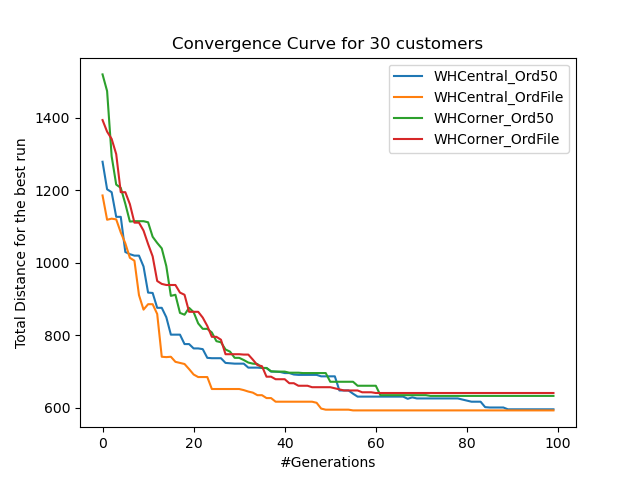 Convergence Curve for 30 customers
WHCentral_Ord50
WHCentral_OrdFile
WHCorner_Ord50
WHCorner_OrdFile
Total Distance for the best run
1400
1200
1000
800
600
0 20 40 60 80 100
#Generations